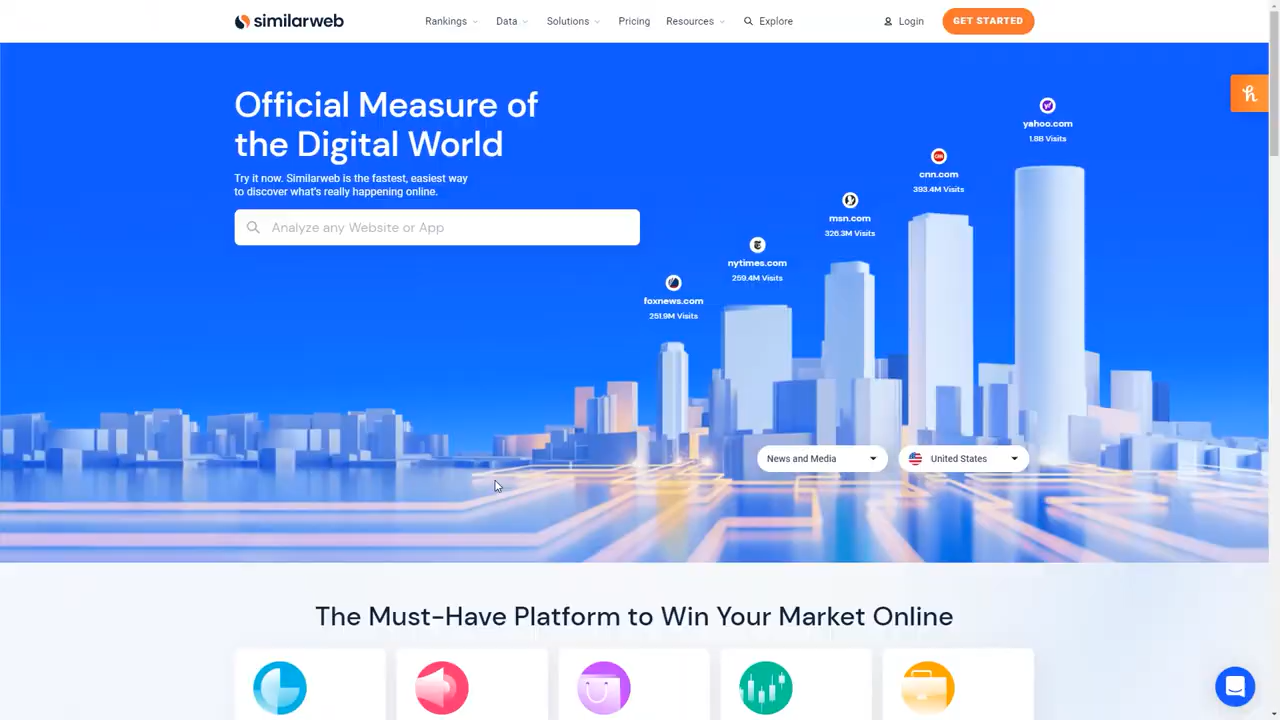 similarweb
Rankings
Data
Solutions
Pricing
Resources
Explore
Login
GET STARTED
Official Measure of
the Digital World
Try it now. Similarweb is the fastest, easiest way
to discover what's really happening online.
Analyze any Website or App
yahoo.com
1.8B Visits
cnn.com
393.4M Visits
msn.com
326.3M Visits
nytimes.com
259.4M Visits
foxnews.com
251.9M Visits
News and Media
United States
The Must-Have Platform to Win Your Market Online